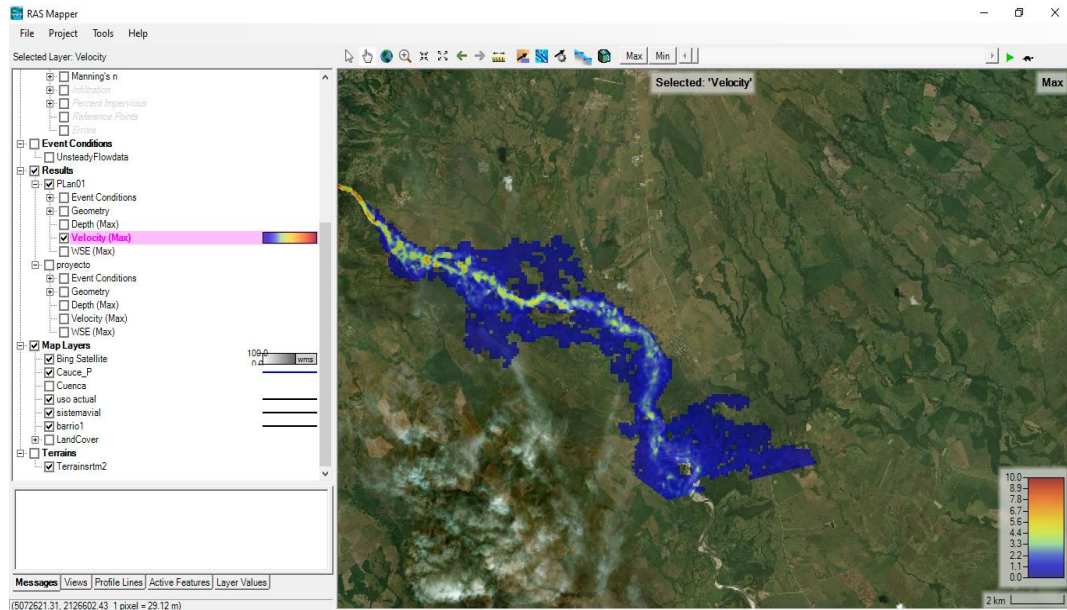 RAS Mapper
File Project Tools Help
Selected Layer: Velocity
Max Min
Manning's n
Infiltration
Percent Impervious
Reference Points
Errors
Event Conditions
UnsteadyFlowdata
Results
PLan01
Event Conditions
Geometry
Depth (Max)
Velocity (Max)
WSE (Max)
proyecto
Event Conditions
Geometry
Depth (Max)
Velocity (Max)
WSE (Max)
Map Layers
Bing Satellite
100.0
0.0
wms
Cauce_P
Cuenca
uso actual
sistemavial
barrio1
LandCover
Terrains
Terrainsrtm2
Selected: 'Velocity'
Max
10.0
8.9
7.8
6.7
5.6
4.4
3.3
2.2
1.1
0.0
2 km
Messages Views Profile Lines Active Features Layer Values
(5072621.31, 2126602.43 1 pixel = 29.12 m)